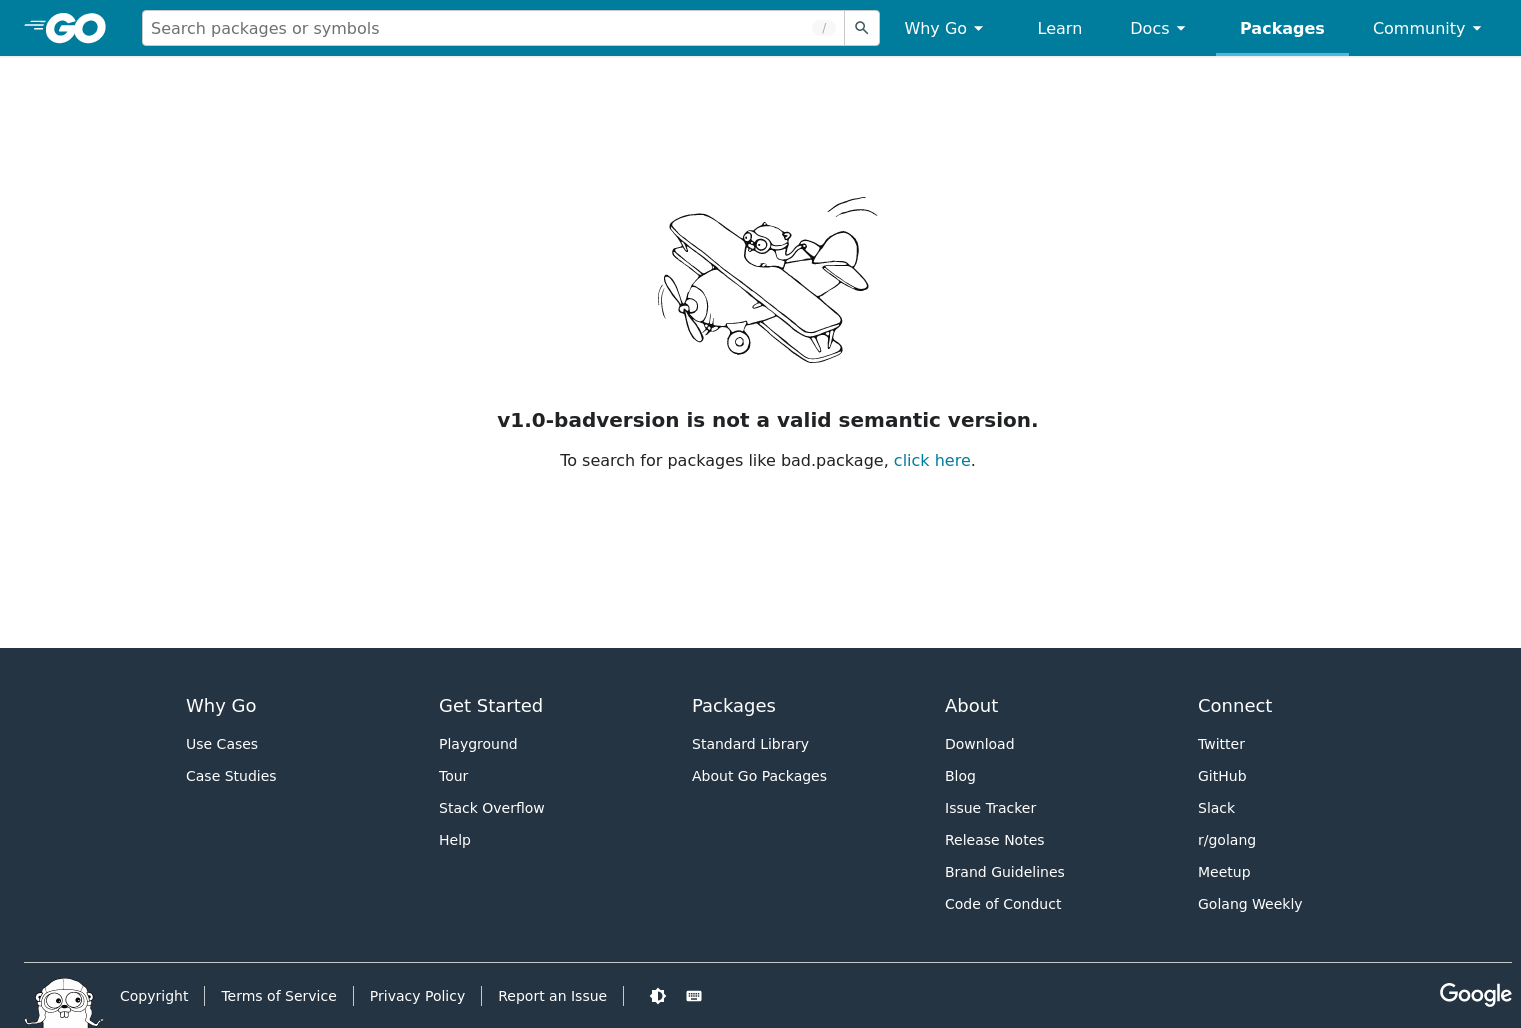 GO
Search packages or symbols
/
Why Go
Learn
Docs
Packages
Community
v1.0-badversion is not a valid semantic version.
To search for packages like bad.package, click here.
Why Go
Use Cases
Case Studies
Get Started
Playground
Tour
Stack Overflow
Help
Packages
Standard Library
About Go Packages
About
Download
Blog
Issue Tracker
Release Notes
Brand Guidelines
Code of Conduct
Connect
Twitter
GitHub
Slack
r/golang
Meetup
Golang Weekly
Copyright
Terms of Service
Privacy Policy
Report an Issue
Google